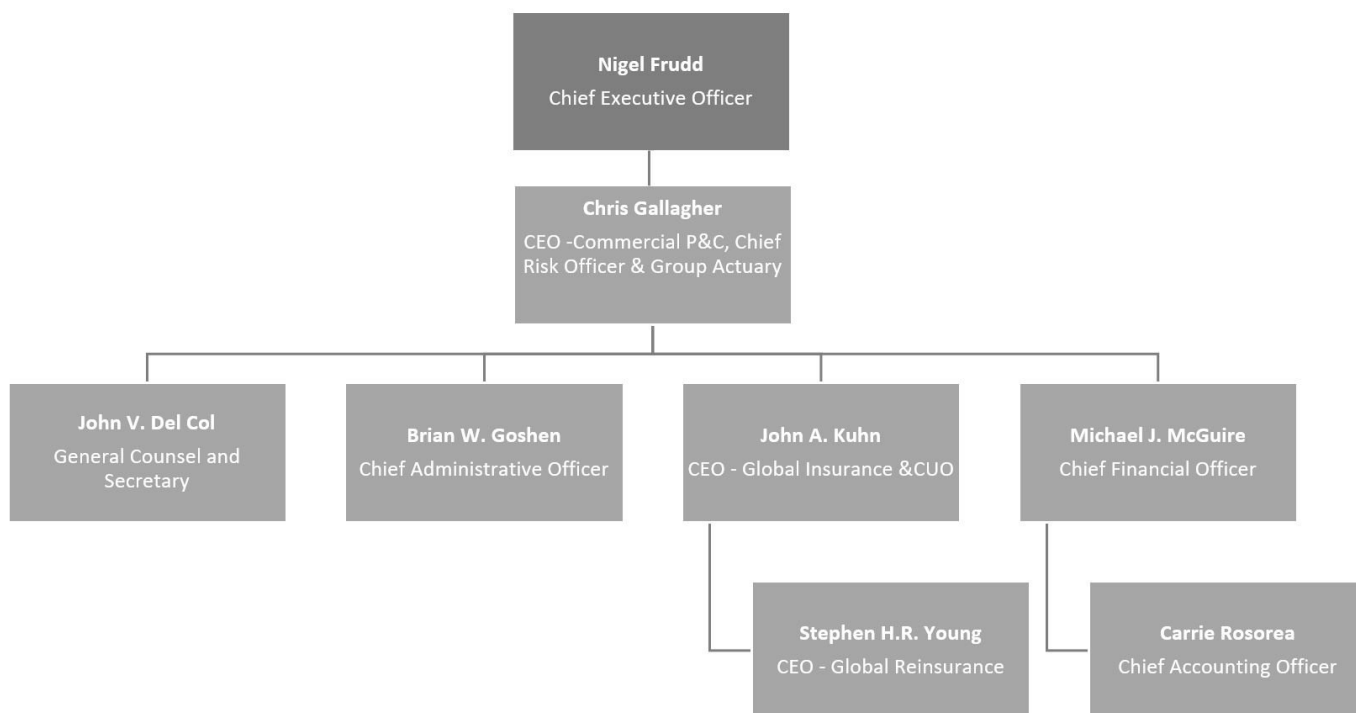 Nigel Frudd
Chief Executive Officer
Chris Gallagher
CEO -Commercial P&C, Chief
Risk Officer & Group Actuary
John V. Del Col
General Counsel and
Secretary
Brian W. Goshen
Chief Administrative Officer
John A. Kuhn
CEO - Global Insurance &CUO
Michael J. McGuire
Chief Financial Officer
Stephen H.R. Young
CEO - Global Reinsurance
Carrie Rosorea
Chief Accounting Officer